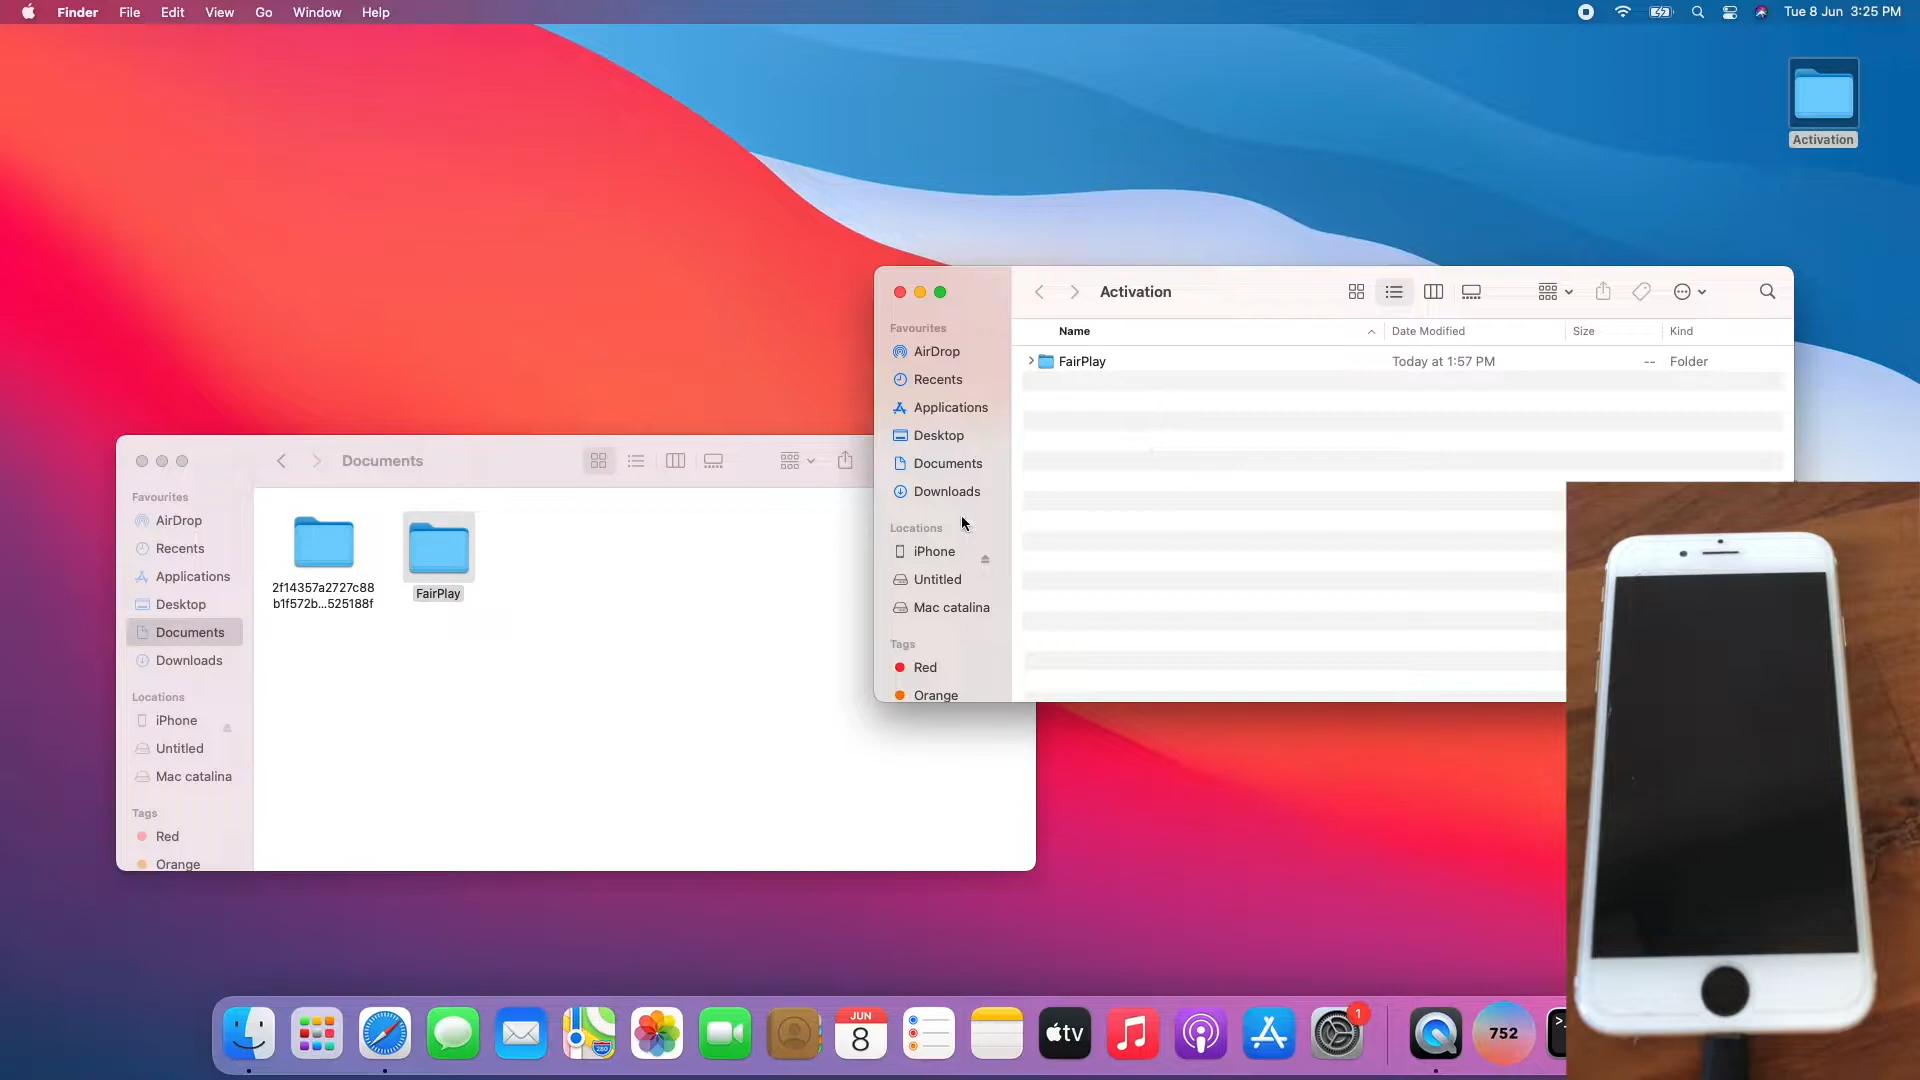 Finder File Edit View Go Window Help
Tue 8 Jun 3:25 PM
Activation
Activation
Favourites
AirDrop
Recents
Applications
Desktop
Documents
Downloads
Locations
iPhone
Untitled
Mac catalina
Tags
Red
Orange
Name Date Modified Size Kind
FairPlay Today at 1:57 PM -- Folder
Documents
Favourites
AirDrop
Recents
Applications
Desktop
Documents
Downloads
Locations
iPhone
Untitled
Mac catalina
Tags
Red
Orange
2f14357a2727c88
b1f572b...525188f
FairPlay
280
JUN
8
tv
1
752
>_